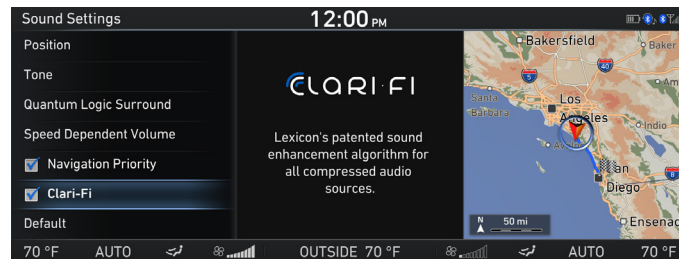 Sound Settings
12:00 PM
Position
Tone
Quantum Logic Surround
Speed Dependent Volume
Navigation Priority
Clari-Fi
Default
CLARI·FI
Lexicon's patented sound
enhancement algorithm for
all compressed audio
sources.
Bakersfield
Baker
40
5
Santa
Barbara
Los
Angeles
Indio
San
Diego
8
N
50 mi
70 °F
AUTO
OUTSIDE 70 °F
AUTO
70 °F